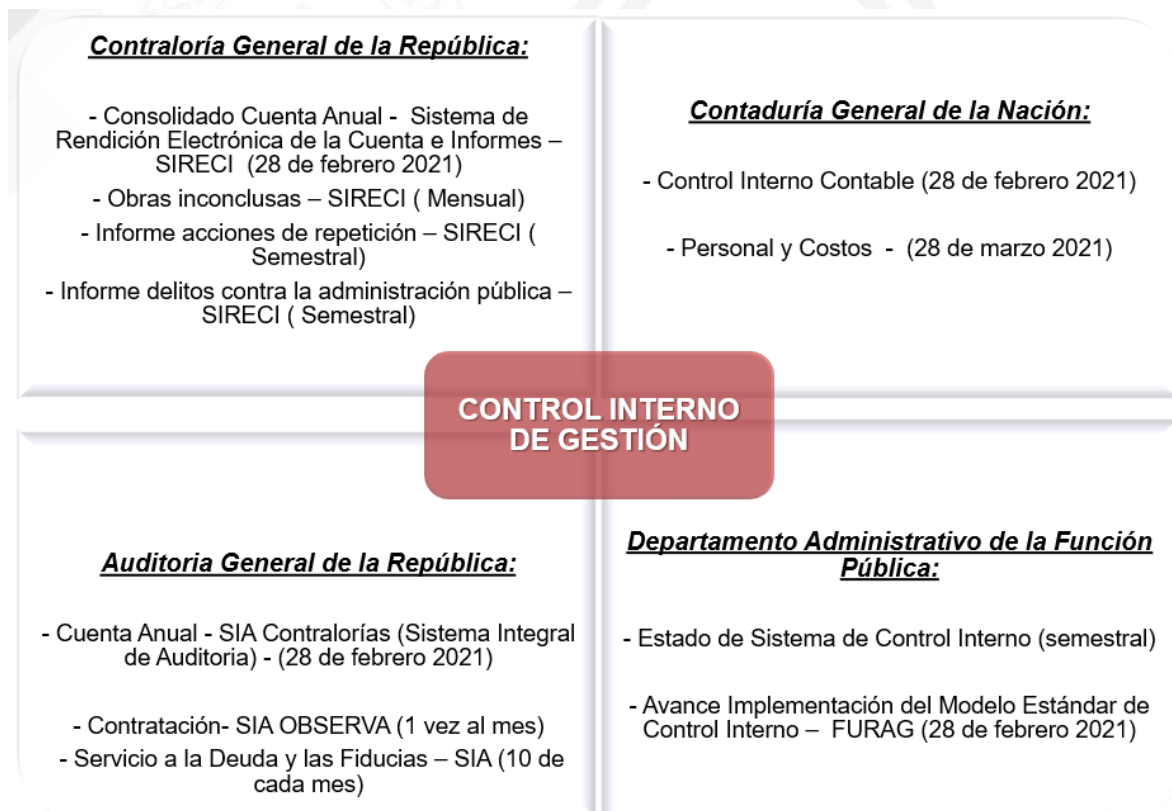 Contraloría General de la República:
- Consolidado Cuenta Anual - Sistema de
Rendición Electrónica de la Cuenta e Informes –
SIRECI (28 de febrero 2021)
- Obras inconclusas – SIRECI ( Mensual)
- Informe acciones de repetición – SIRECI (
Semestral)
- Informe delitos contra la administración pública –
SIRECI ( Semestral)
Contaduría General de la Nación:
- Control Interno Contable (28 de febrero 2021)
- Personal y Costos - (28 de marzo 2021)
CONTROL INTERNO
DE GESTIÓN
Auditoria General de la República:
- Cuenta Anual - SIA Contralorías (Sistema Integral
de Auditoria) - (28 de febrero 2021)
- Contratación- SIA OBSERVA (1 vez al mes)
- Servicio a la Deuda y las Fiducias – SIA (10 de
cada mes)
Departamento Administrativo de la Función
Pública:
- Estado de Sistema de Control Interno (semestral)
- Avance Implementación del Modelo Estándar de
Control Interno – FURAG (28 de febrero 2021)